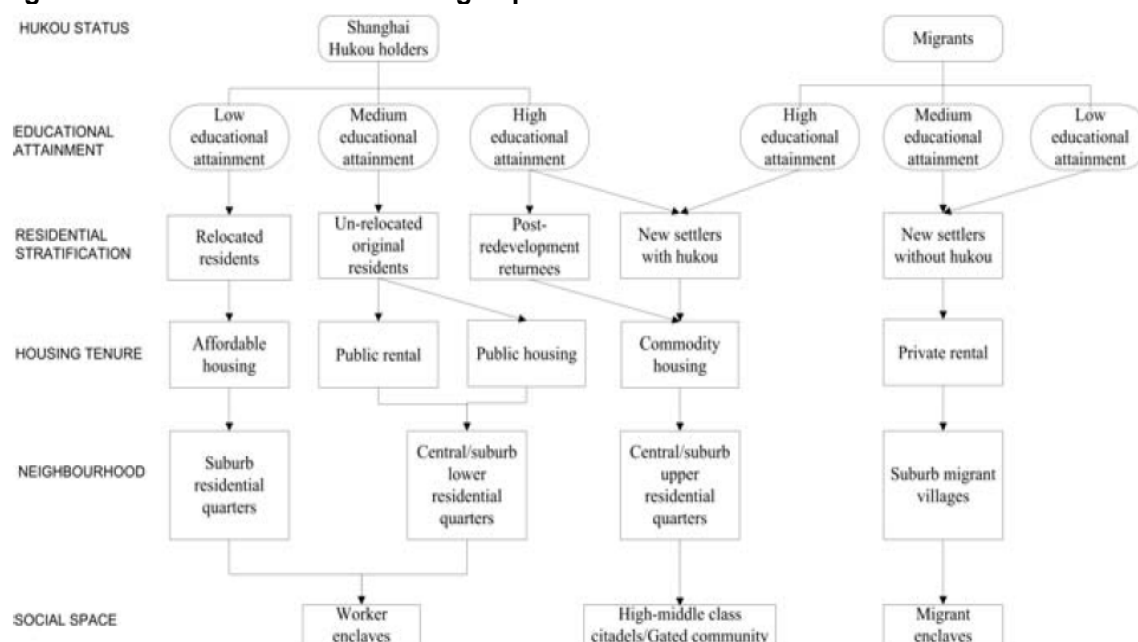 HUKOU STATUS
Shanghai
Hukou holders
Migrants
EDUCATIONAL
ATTAINMENT
Low
educational
attainment
Medium
educational
attainment
High
educational
attainment
High
educational
attainment
Medium
educational
attainment
Low
educational
attainment
RESIDENTIAL
STRATIFICATION
Relocated
residents
Un-relocated
original
residents
Post-
redevelopment
returnees
New settlers
with hukou
New settlers
without hukou
HOUSING TENURE
Affordable
housing
Public rental
Public housing
Commodity
housing
Private rental
NEIGHBOURHOOD
Suburb
residential
quarters
Central/suburb
lower
residential
quarters
Central/suburb
upper
residential
quarters
Suburb migrant
villages
SOCIAL SPACE
Worker
enclaves
High-middle class
citadels/Gated community
Migrant
enclaves